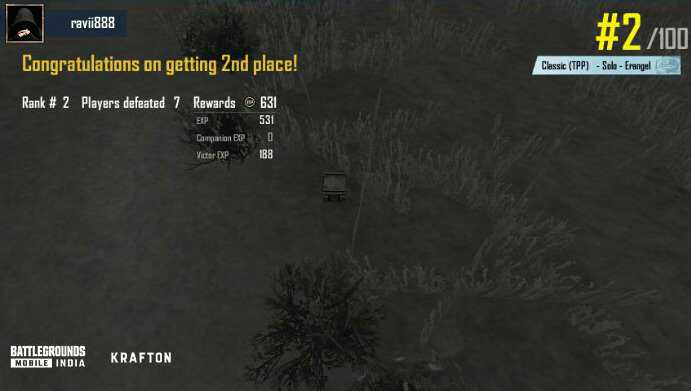 ravii888
#2 /100
Congratulations on getting 2nd place!
Classic (TPP) - Solo - Erangel
Rank # 2 Players defeated 7 Rewards 631
EXP 531
Companion EXP 0
Victor EXP 188
BATTLEGROUNDS
MOBILE INDIA
KRAFTON